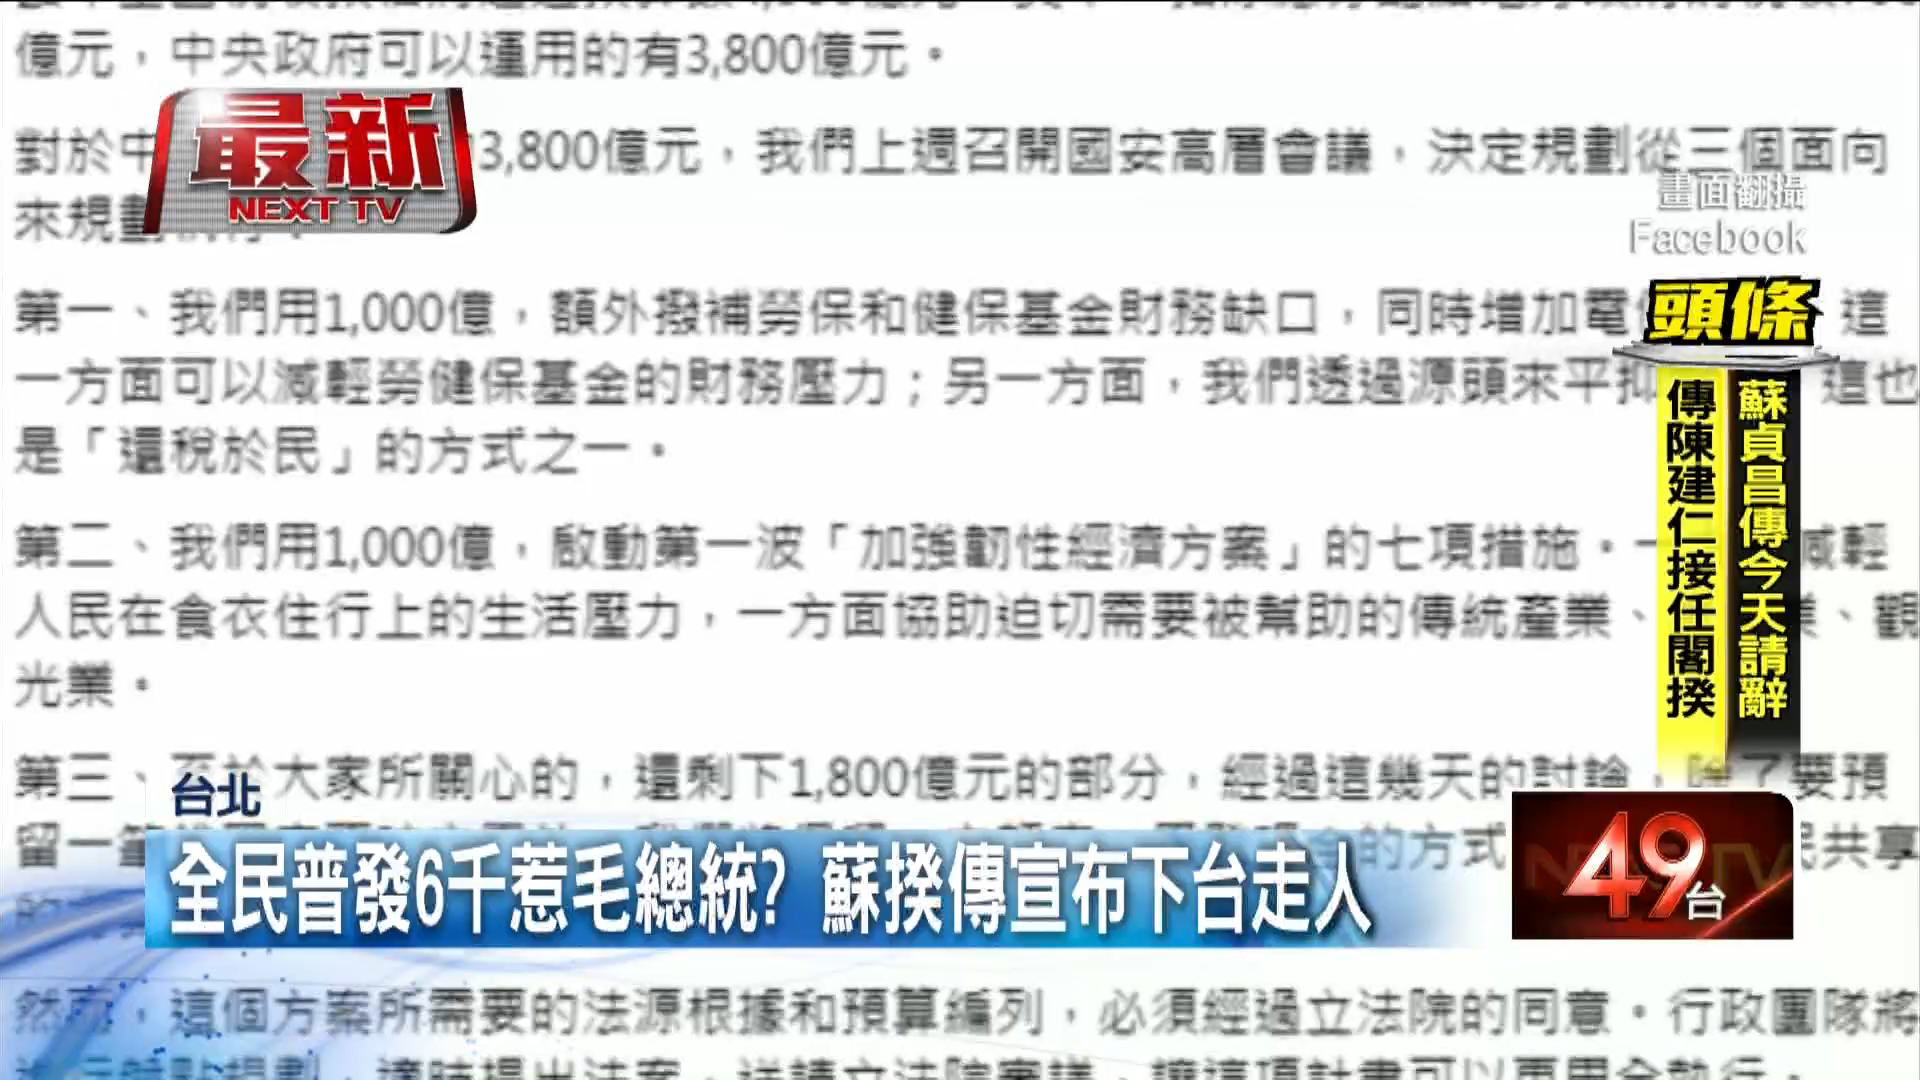 億元，中央政府可以運用的有3,800億元。
對於中 3,800億元，我們上週召開國安高層會議，決定規劃從三個面向
來規劃
第一、我們用1,000億，額外撥補勞保和健保基金財務缺口，同時增加電 這
一方面可以減輕勞健保基金的財務壓力；另一方面，我們透過源頭來平抑 這也
是「還稅於民」的方式之一。
第二、我們用1,000億，啟動第一波「加強韌性經濟方案」的七項措施。一 減輕
人民在食衣住行上的生活壓力，一方面協助迫切需要被幫助的傳統產業、 業、觀
光業。
第三、至於大家所關心的，還剩下1,800億元的部分，經過這幾天的討論，除了要預
留一筆 的方式 民共享
的
然而，這個方案所需要的法源根據和預算編列，必須經過立法院的同意。行政團隊將
最新
NEXT TV
畫面翻攝
Facebook
頭條
蘇貞昌傳今天請辭
傳陳建仁接任閣揆
台北
全民普發6千惹毛總統? 蘇揆傳宣布下台走人
49台